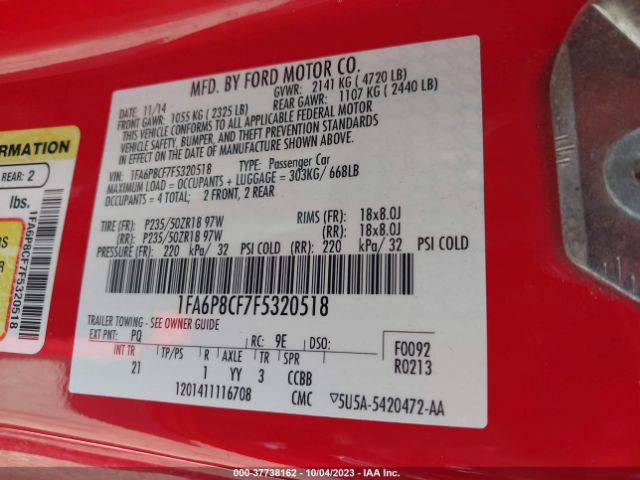 MFD. BY FORD MOTOR CO.
DATE: 11/14 GVWR: 2141 KG ( 4720 LB)
FRONT GAWR: 1055 KG ( 2325 LB) REAR GAWR: 1107 KG ( 2440 LB)
THIS VEHICLE CONFORMS TO ALL APPLICABLE FEDERAL MOTOR
VEHICLE SAFETY, BUMPER, AND THEFT PREVENTION STANDARDS
IN EFFECT ON THE DATE OF MANUFACTURE SHOWN ABOVE.
VIN: 1FA6P8CF7F5320518 TYPE: Passenger Car
MAXIMUM LOAD = OCCUPANTS + LUGGAGE = 303KG/ 668LB
OCCUPANTS = 4 TOTAL; 2 FRONT, 2 REAR
TIRE (FR): P235/50ZR18 97W RIMS (FR): 18x8.0J
(RR): P235/50ZR18 97W (RR): 18x8.0J
PRESSURE (FR): 220 kPa/ 32 PSI COLD (RR): 220 kPa/ 32 PSI COLD
1FA6P8CF7F5320518
TRAILER TOWING - SEE OWNER GUIDE
EXT PNT: PQ RC: 9E DSO:
F0092
R0213
INT TR TP/PS R AXLE TR SPR
21 1 YY 3 CCBB
1201411116708 CMC ▽5U5A-5420472-AA
FORMATION
REAR: 2
lbs.
1FA6P8CF7F5320518
000-37738162 - 10/04/2023 - IAA Inc.